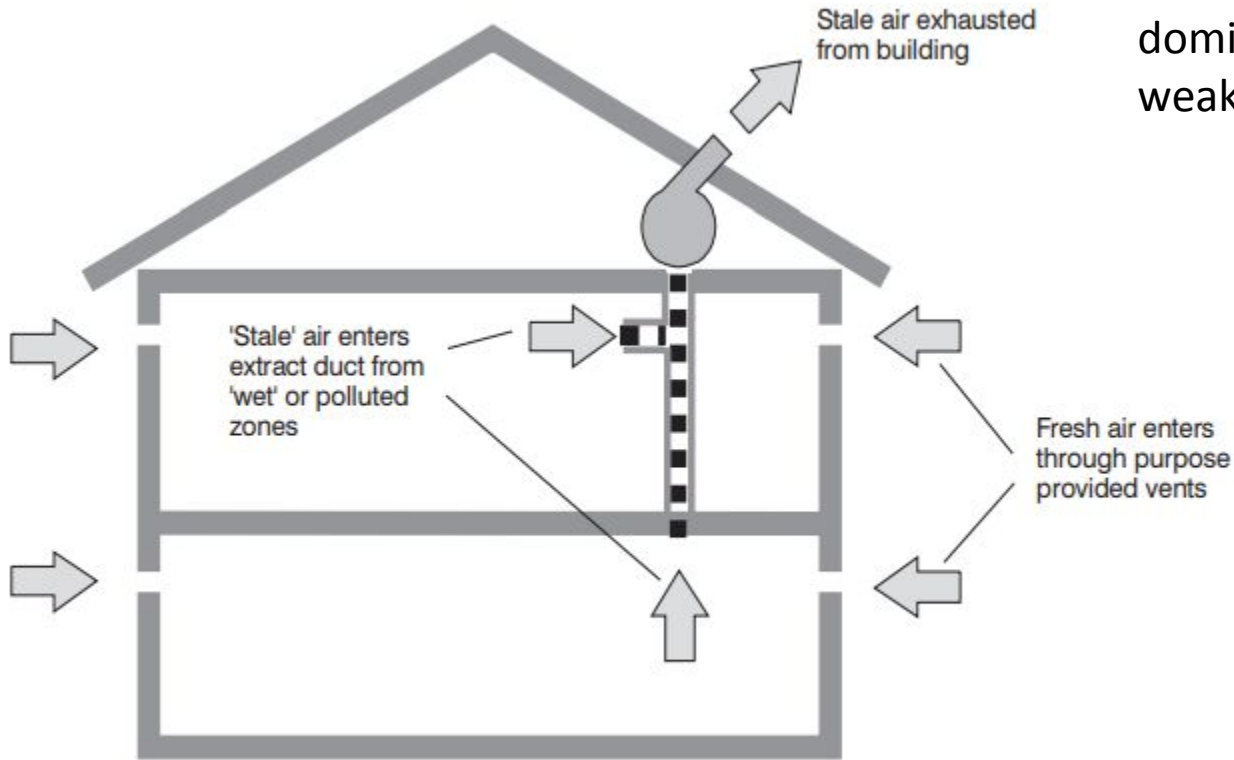 Stale air exhausted
from building
'Stale' air enters
extract duct from
'wet' or polluted
zones
Fresh air enters
through purpose
provided vents